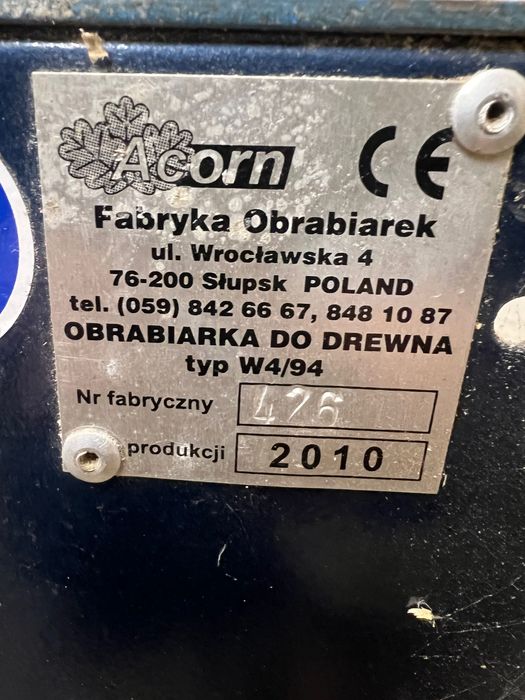 Acorn CE
Fabryka Obrabiarek
ul. Wrocławska 4
76-200 Słupsk POLAND
tel. (059) 842 66 67, 848 10 87
OBRABIARKA DO DREWNA
typ W4/94
Nr fabryczny 426
produkcji 2010